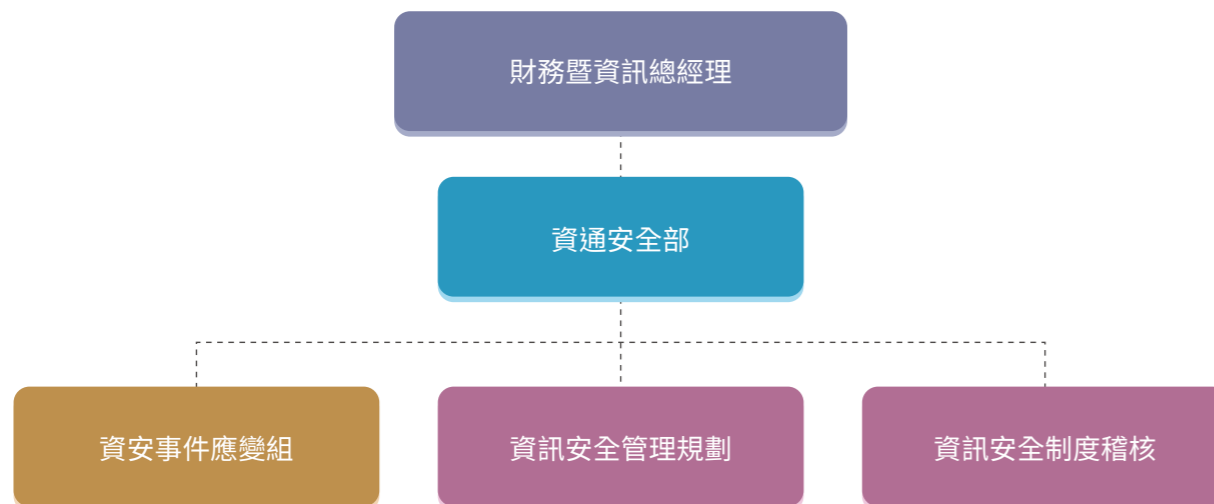 財務暨資訊總經理
資通安全部
資安事件應變組
資訊安全管理規劃
資訊安全制度稽核